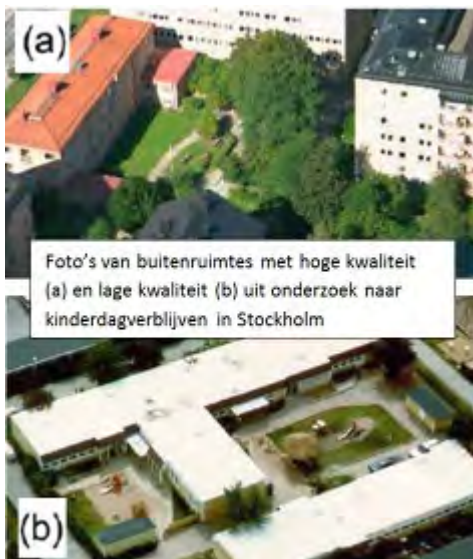 (a)
Foto's van buitenruimtes met hoge kwaliteit
(a) en lage kwaliteit (b) uit onderzoek naar
kinderdagverblijven in Stockholm
(b)